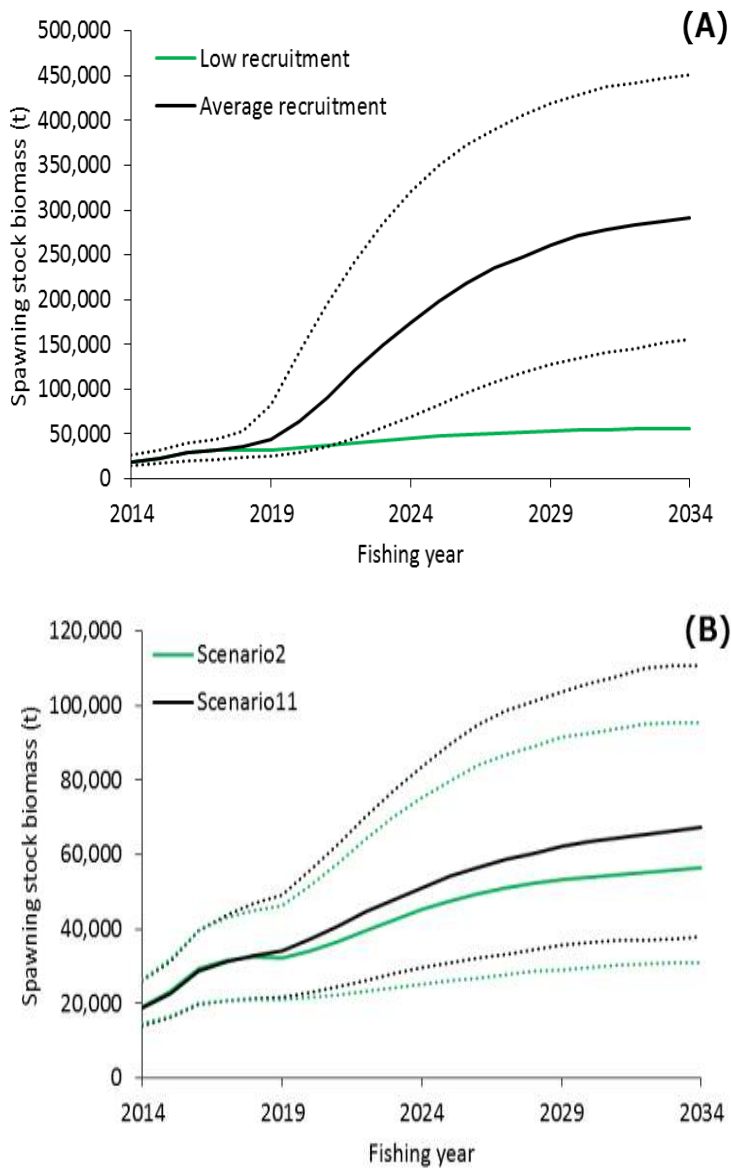 (A)
500,000
450,000
400,000
350,000
300,000
250,000
200,000
150,000
100,000
50,000
0
Spawning stock biomass (t)
Low recruitment
Average recruitment
2014 2019 2024 2029 2034
Fishing year
(B)
120,000
100,000
80,000
60,000
40,000
20,000
0
Spawning stock biomass (t)
Scenario2
Scenario11
2014 2019 2024 2029 2034
Fishing year